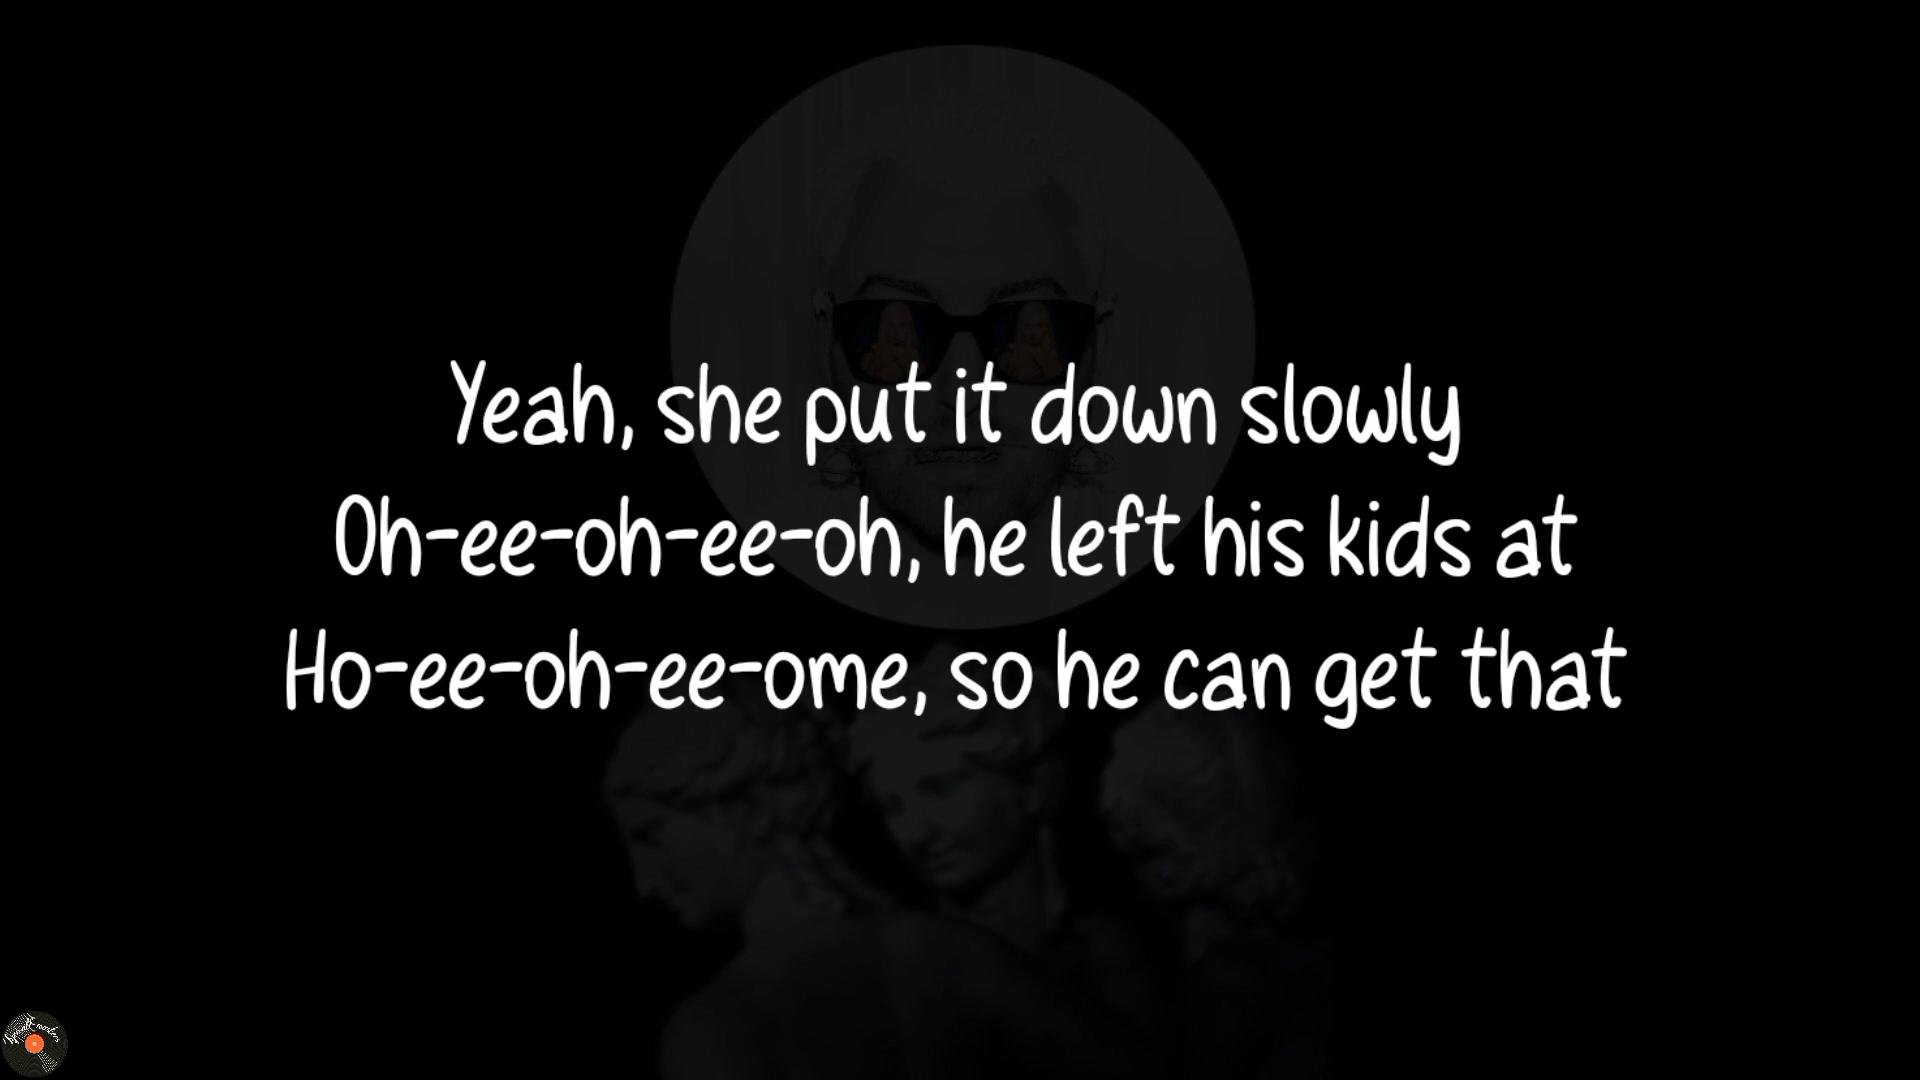 Yeah, she put it down slowly
Oh-ee-oh-ee-oh, he left his kids at
Ho-ee-oh-ee-ome, so he can get that